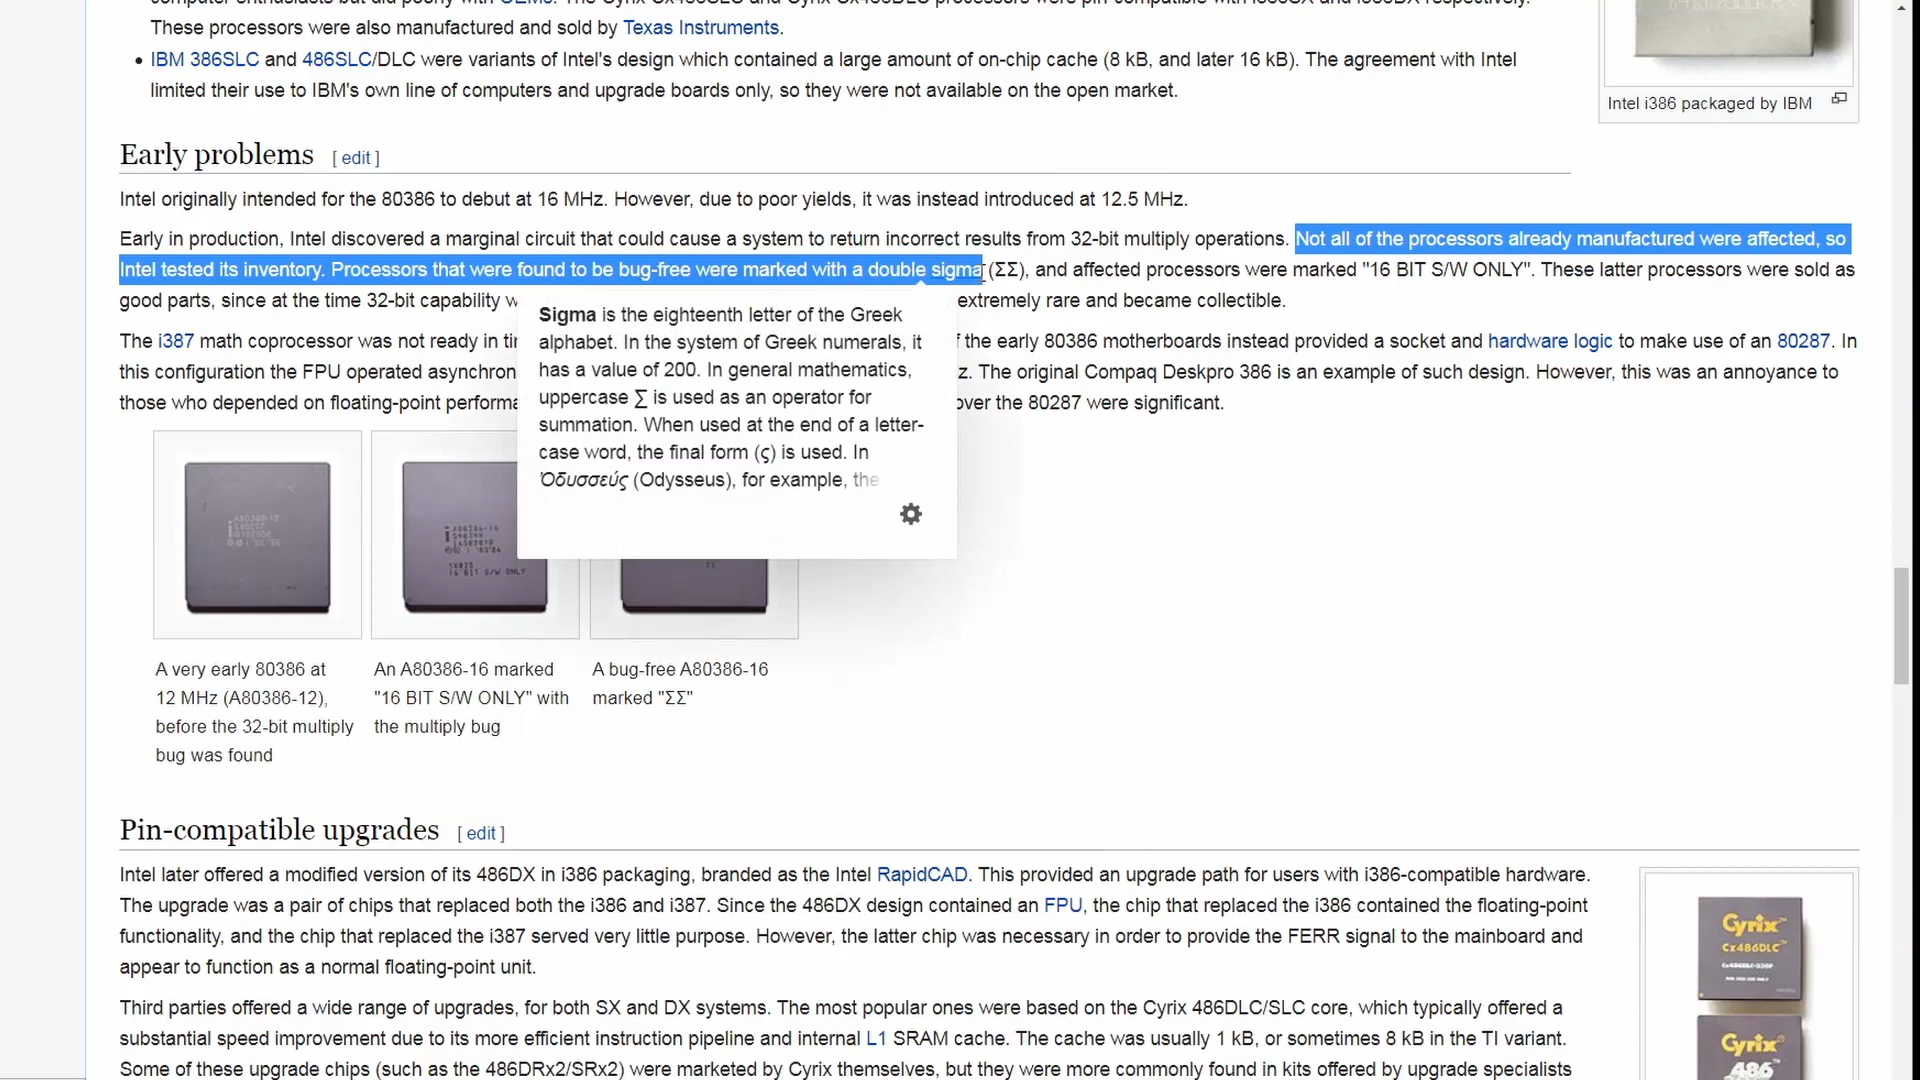 These processors were also manufactured and sold by Texas Instruments.
• IBM 386SLC and 486SLC/DLC were variants of Intel's design which contained a large amount of on-chip cache (8 kB, and later 16 kB). The agreement with Intel
limited their use to IBM's own line of computers and upgrade boards only, so they were not available on the open market.
Intel i386 packaged by IBM
Early problems [ edit ]
Intel originally intended for the 80386 to debut at 16 MHz. However, due to poor yields, it was instead introduced at 12.5 MHz.
Early in production, Intel discovered a marginal circuit that could cause a system to return incorrect results from 32-bit multiply operations. Not all of the processors already manufactured were affected, so
Intel tested its inventory. Processors that were found to be bug-free were marked with a double sigma (ΣΣ), and affected processors were marked "16 BIT S/W ONLY". These latter processors were sold as
good parts, since at the time 32-bit capability extremely rare and became collectible.
The i387 math coprocessor was not ready in the early 80386 motherboards instead provided a socket and hardware logic to make use of an 80287. In
this configuration the FPU operated The original Compaq Deskpro 386 is an example of such design. However, this was an annoyance to
those who depended on floating-point over the 80287 were significant.
Sigma is the eighteenth letter of the Greek
alphabet. In the system of Greek numerals, it
has a value of 200. In general mathematics,
uppercase ∑ is used as an operator for
summation. When used at the end of a letter-
case word, the final form (ς) is used. In
Ὀδυσσεύς (Odysseus), for example, the
A80386-12
16 BIT S/W ONLY
ΣΣ
A very early 80386 at
12 MHz (A80386-12),
before the 32-bit multiply
bug was found
An A80386-16 marked
"16 BIT S/W ONLY" with
the multiply bug
A bug-free A80386-16
marked "ΣΣ"
Pin-compatible upgrades [ edit ]
Intel later offered a modified version of its 486DX in i386 packaging, branded as the Intel RapidCAD. This provided an upgrade path for users with i386-compatible hardware.
The upgrade was a pair of chips that replaced both the i386 and i387. Since the 486DX design contained an FPU, the chip that replaced the i386 contained the floating-point
functionality, and the chip that replaced the i387 served very little purpose. However, the latter chip was necessary in order to provide the FERR signal to the mainboard and
appear to function as a normal floating-point unit.
Third parties offered a wide range of upgrades, for both SX and DX systems. The most popular ones were based on the Cyrix 486DLC/SLC core, which typically offered a
substantial speed improvement due to its more efficient instruction pipeline and internal L1 SRAM cache. The cache was usually 1 kB, or sometimes 8 kB in the TI variant.
Some of these upgrade chips (such as the 486DRx2/SRx2) were marketed by Cyrix themselves, but they were more commonly found in kits offered by upgrade specialists
Cyrix™
Cx486DLC™
Cyrix
486™